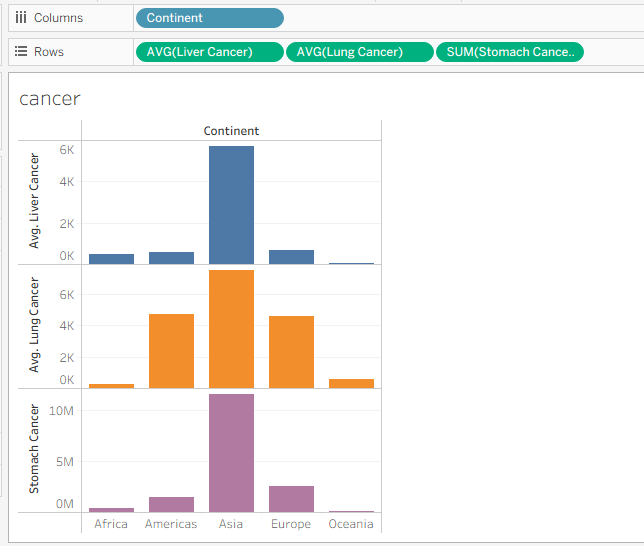 Columns
Continent
Rows
AVG(Liver Cancer)
AVG(Lung Cancer)
SUM(Stomach Cance..
cancer
Continent
Avg. Liver Cancer
6K
4K
2K
0K
Avg. Lung Cancer
6K
4K
2K
0K
Stomach Cancer
10M
5M
0M
Africa
Americas
Asia
Europe
Oceania